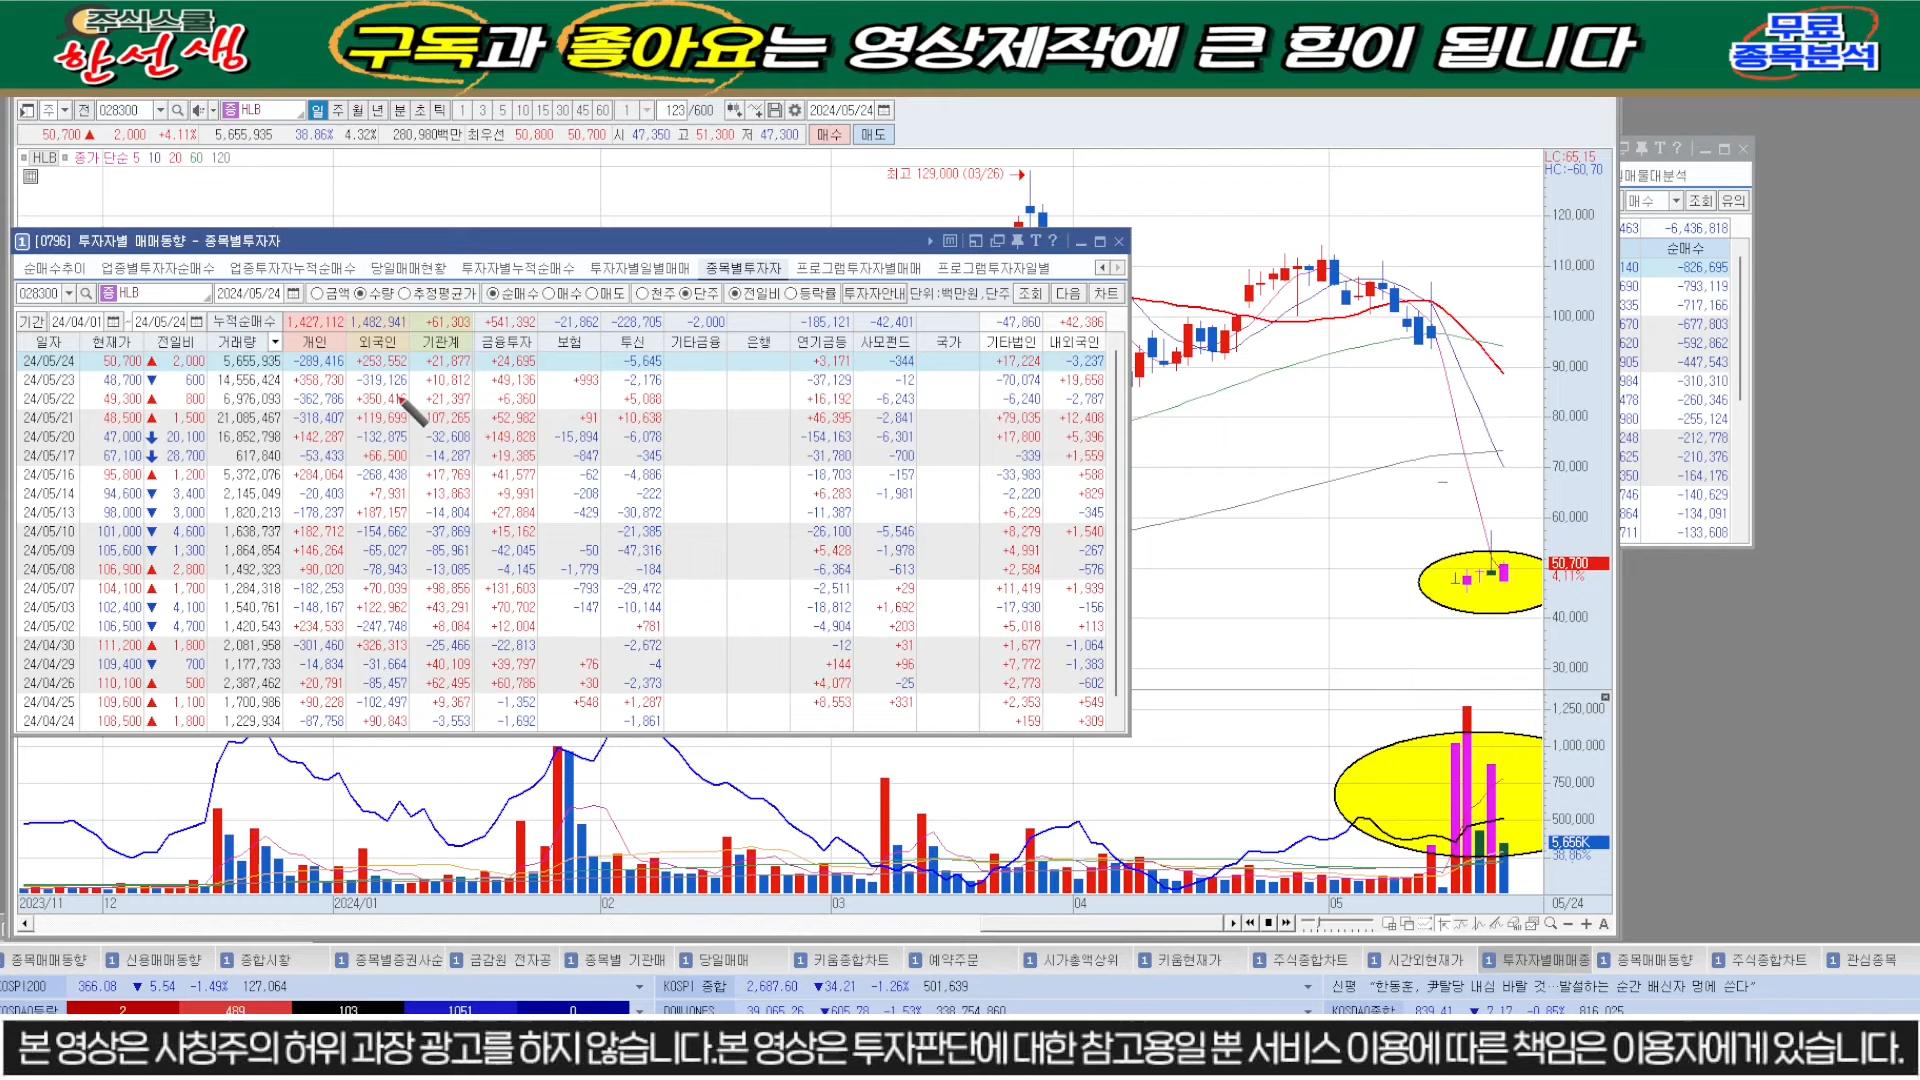 주식스쿨
한선생
구독과 좋아요는 영상제작에 큰 힘이 됩니다
무료
종목분석
주 전 028300 증 HLB 일 주 월 년 분 초 틱 1 3 5 10 15 30 45 60 1 123 /600 2024/05/24
50,700 ▲ 2,000 +4.11% 5,655,935 38.86% 4.32% 280,980백만 최우선 50,800 50,700 시 47,350 고 51,300 저 47,300 매수 매도
HLB 종가 단순 5 10 20 60 120
최고 129,000 (03/26) →
LC:65,15
HC:-60,70
120,000
110,000
100,000
90,000
80,000
70,000
60,000
50,700
4.11%
40,000
30,000
1 [0796] 투자자별 매매동향 - 종목별투자자
순매수추이 업종별투자자순매수 업종투자자누적순매수 당일매매현황 투자자별누적순매수 투자자별일별매매 종목별투자자 프로그램투자자별매매 프로그램투자자일별
028300 증 HLB 2024/05/24 금액 수량 추정평균가 순매수 매수 매도 천주 단주 전일비 등락률 투자자안내 단위:백만원,단주 조회 다음 차트
기간 24/04/01 ~ 24/05/24 누적순매수 1,427,112 1,482,941 +61,303 +541,392 -21,862 -228,705 -2,000 -185,121 -42,401 -47,860 +42,386
일자 현재가 전일비 거래량 개인 외국인 기관계 금융투자 보험 투신 기타금융 은행 연기금등 사모펀드 국가 기타법인 내외국인
24/05/24 50,700 ▲ 2,000 5,655,935 -289,416 +253,552 +21,877 +24,695 -5,645 +3,171 -344 +17,224 -3,237
24/05/23 48,700 ▼ 600 14,556,424 +358,730 -319,126 +10,812 +49,136 +993 -2,176 -37,129 -12 -70,074 +19,658
24/05/22 49,300 ▲ 800 6,976,093 -362,786 +21,397 +6,360 +5,088 +16,192 -6,243 -6,240 -2,787
24/05/21 48,500 ▲ 1,500 21,085,467 -318,407 +119,699 107,265 +52,982 +91 +10,638 +46,395 -2,841 +79,035 +12,408
24/05/20 47,000 ↓ 20,100 16,852,798 +142,287 -132,875 -32,608 +149,828 -15,894 -6,078 -154,163 -6,301 +17,800 +5,396
24/05/17 67,100 ↓ 28,700 617,840 -53,433 +66,500 -14,287 +19,385 -847 -345 -31,780 -700 -339 +1,559
24/05/16 95,800 ▲ 1,200 5,372,076 +284,064 -268,438 +17,769 +41,577 -62 -4,886 -18,703 -157 -33,983 +588
24/05/14 94,600 ▼ 3,400 2,145,049 -20,403 +7,931 +13,863 +9,991 -208 -222 +6,283 -1,981 -2,220 +829
24/05/13 98,000 ▼ 3,000 1,820,213 -178,237 +187,157 -14,804 +27,884 -429 -30,872 -11,387 +6,229 -345
24/05/10 101,000 ▼ 4,600 1,638,737 +182,712 -154,662 -37,869 +15,162 -21,385 -26,100 -5,546 +8,279 +1,540
24/05/09 105,600 ▼ 1,300 1,864,854 +146,264 -65,027 -85,961 -42,045 -50 -47,316 +5,428 -1,978 +4,991 -267
24/05/08 106,900 ▲ 2,800 1,492,323 +90,020 -78,943 -13,085 -4,145 -1,779 -184 -6,364 -613 +2,584 -576
24/05/07 104,100 ▲ 1,700 1,284,318 -182,253 +70,039 +98,856 +131,603 -793 -29,472 -2,511 +29 +11,419 +1,939
24/05/03 102,400 ▼ 4,100 1,540,761 -148,167 +122,962 +43,291 +70,702 -147 -10,144 -18,812 +1,692 -17,930 -156
24/05/02 106,500 ▼ 4,700 1,420,543 +234,533 -247,748 +8,084 +12,004 +781 -4,904 +203 +5,018 +113
24/04/30 111,200 ▲ 1,800 2,081,958 -301,460 +326,313 -25,466 -22,813 -2,672 -12 +31 +1,677 -1,064
24/04/29 109,400 ▼ 700 1,177,733 -14,834 -31,664 +40,109 +39,797 +76 -4 +144 +96 +7,772 -1,383
24/04/26 110,100 ▲ 500 2,387,462 +20,791 -85,457 +62,495 +60,786 +30 -2,373 +4,077 -25 +2,773 -602
24/04/25 109,600 ▲ 1,100 1,700,986 +90,228 -102,497 +9,367 -1,352 +548 +1,287 +8,553 +331 +2,353 +549
24/04/24 108,500 ▲ 1,800 1,229,934 -87,758 +90,843 -3,553 -1,692 -1,861 +159 +309
매물대분석
매수 조회 유의
463 -6,436,818
순매수
140 -826,695
690 -793,119
335 -717,166
670 -677,803
620 -592,862
905 -447,543
984 -310,310
478 -260,346
980 -255,124
248 -212,778
625 -210,376
350 -164,176
746 -140,629
864 -134,091
711 -133,608
1,250,000
1,000,000
750,000
500,000
5,656K
38,86%
2023/11 12 2024/01 02 03 04 05 05/24
종목매매동향 1 신용매매동향 1 종합시황 1 종목별증권사순 1 금감원 전자공 1 종목별 기관매 1 당일매매 1 키움종합차트 1 예약주문 1 시가총액상위 1 키움현재가 1 주식종합차트 1 시간외현재가 1 투자자별매매종 1 종목매매동향 1 주식종합차트 1 관심종목
KOSPI200 366.08 ▼ 5.54 -1.49% 127,064 KOSPI 종합 2,687.60 ▼34.21 -1.26% 501,639 신평 "한동훈, 尹탈당 내심 바랄 것…발설하는 순간 배신자 멍에 쓴다"
KOSDAQ등락 2 489 103 1051 0 DOWJONES 39,065.26 ▼605.78 -1.53% 338,754,860 KOSDAQ종합 839.41 ▼ 7.17 -0.85% 816,025
본 영상은 사칭주의 허위 과장 광고를 하지 않습니다.본 영상은 투자판단에 대한 참고용일 뿐 서비스 이용에 따른 책임은 이용자에게 있습니다.